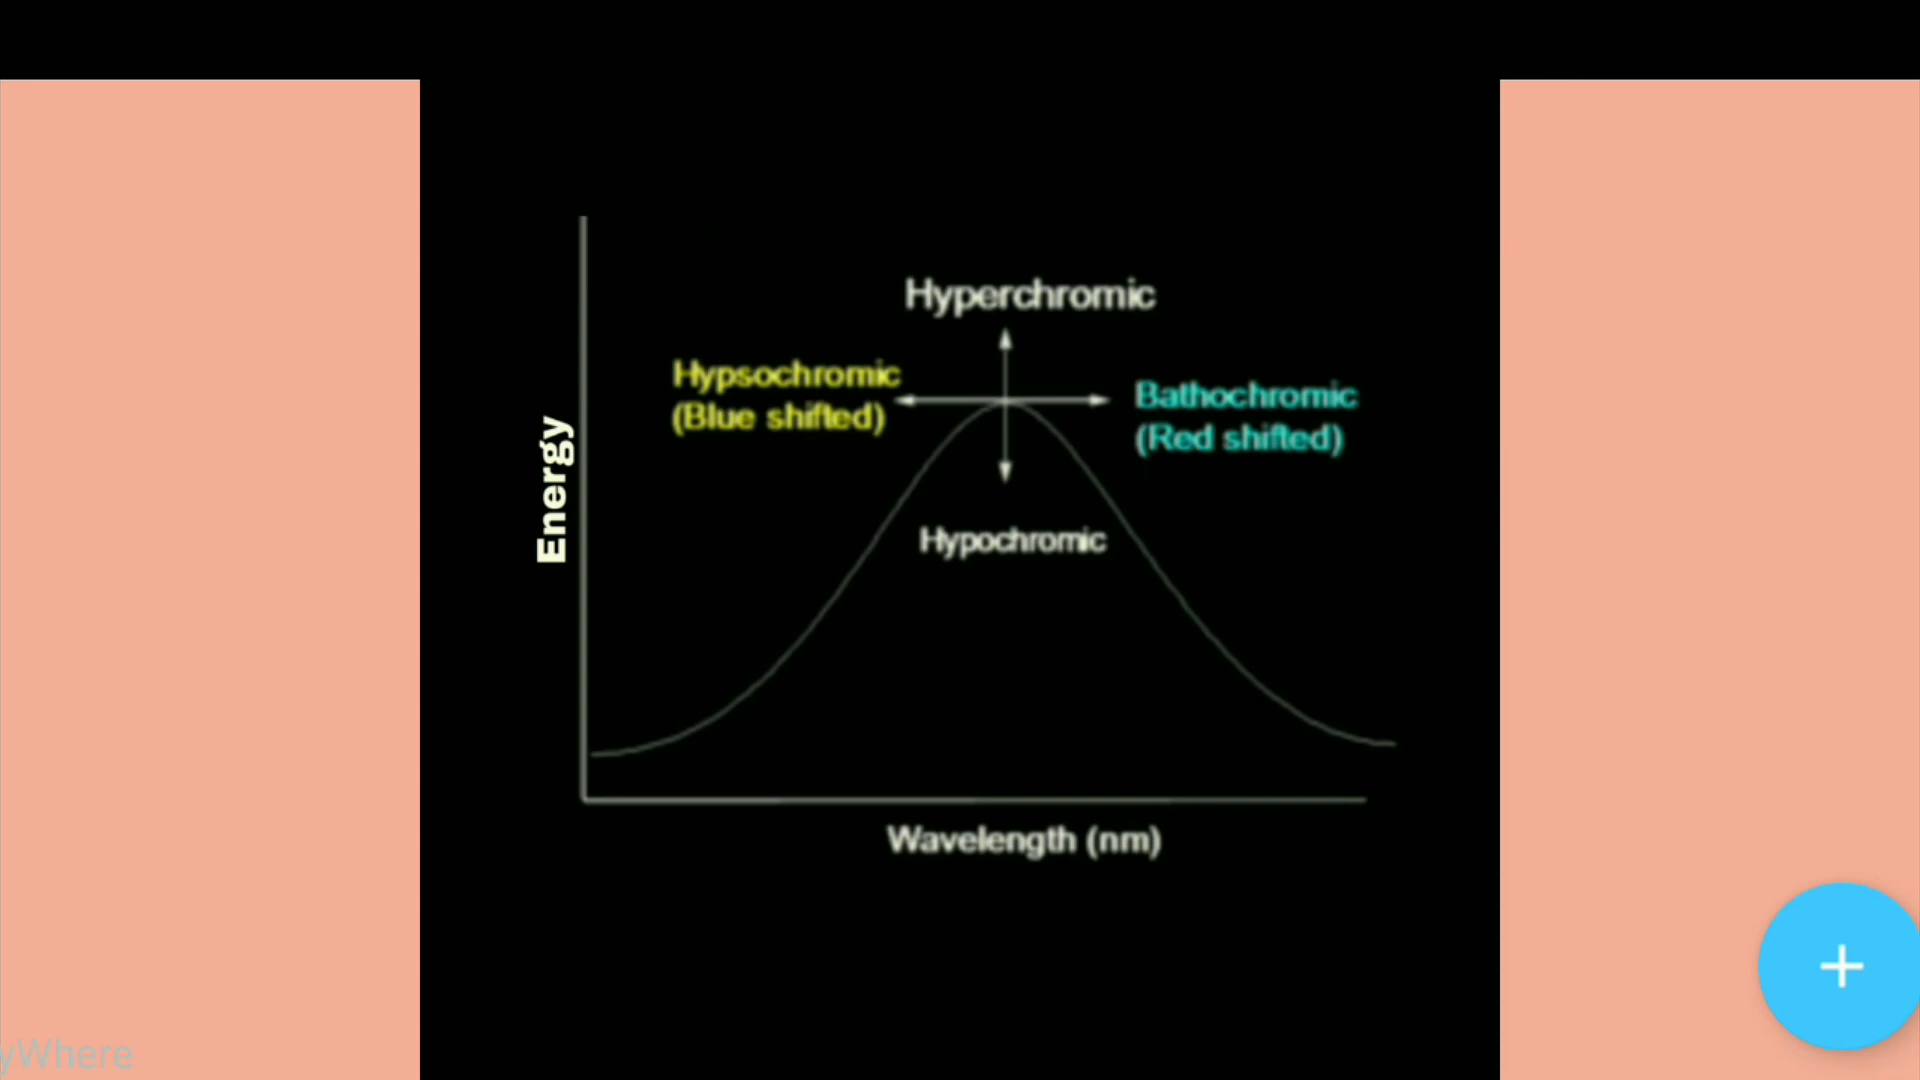 Hyperchromic
Hypsochromic
(Blue shifted)
Bathochromic
(Red shifted)
Energy
Hypochromic
Wavelength (nm)
yWhere
+